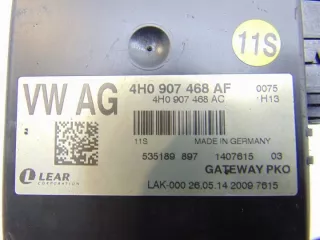 11S
VW AG 4H0 907 468 AF 0075
4H0 907 468 AC H13
11S MADE IN GERMANY
535189 897 1407615 03
GATEWAY PKO
LEAR
CORPORATION
LAK-000 26.05.14 2009 7615